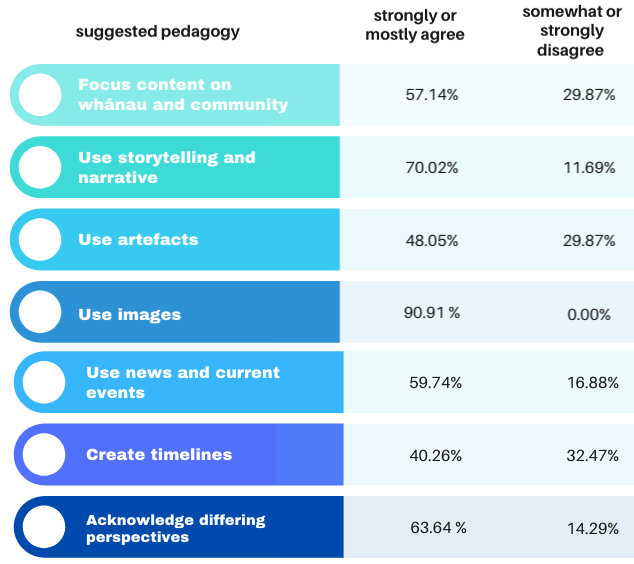 suggested pedagogy
strongly or
mostly agree
somewhat or
strongly
disagree
Focus content on
whānau and community
57.14%
29.87%
Use storytelling and
narrative
70.02%
11.69%
Use artefacts
48.05%
29.87%
Use images
90.91 %
0.00%
Use news and current
events
59.74%
16.88%
Create timelines
40.26%
32.47%
Acknowledge differing
perspectives
63.64 %
14.29%